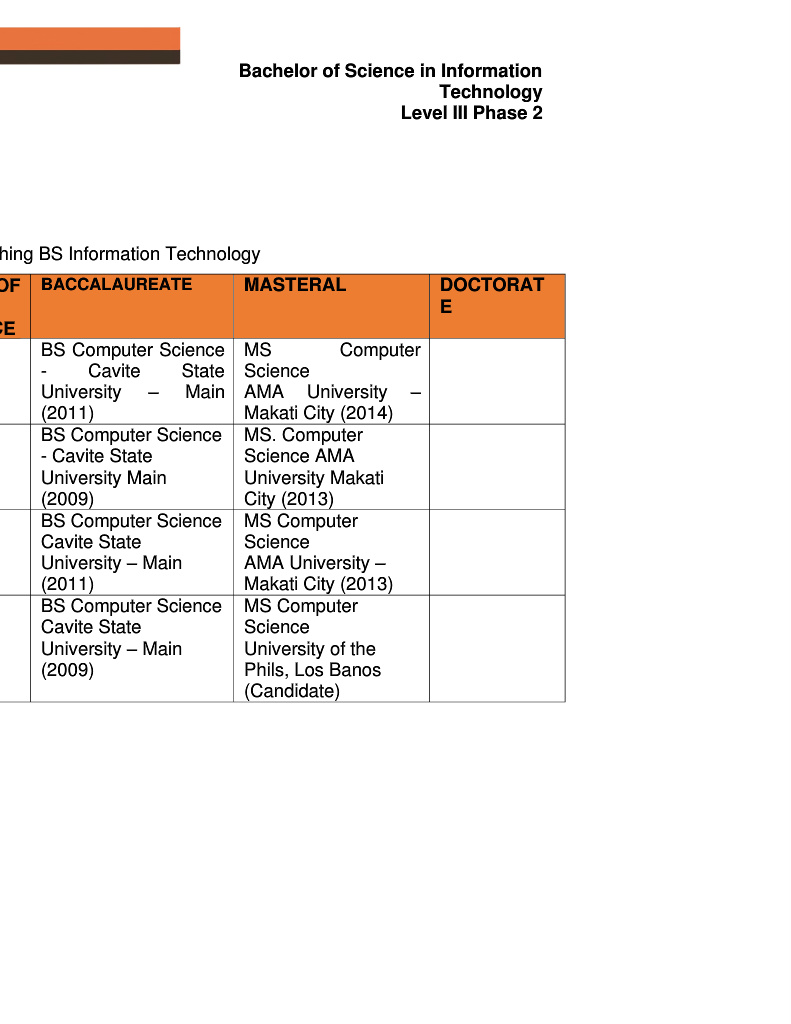 Bachelor of Science in Information
Technology
Level III Phase 2
hing BS Information Technology
OF
CE
BACCALAUREATE
MASTERAL
DOCTORAT
E
BS Computer Science
- Cavite State
University – Main
(2011)
MS Computer
Science
AMA University –
Makati City (2014)
BS Computer Science
- Cavite State
University Main
(2009)
MS. Computer
Science AMA
University Makati
City (2013)
BS Computer Science
Cavite State
University – Main
(2011)
MS Computer
Science
AMA University –
Makati City (2013)
BS Computer Science
Cavite State
University – Main
(2009)
MS Computer
Science
University of the
Phils, Los Banos
(Candidate)